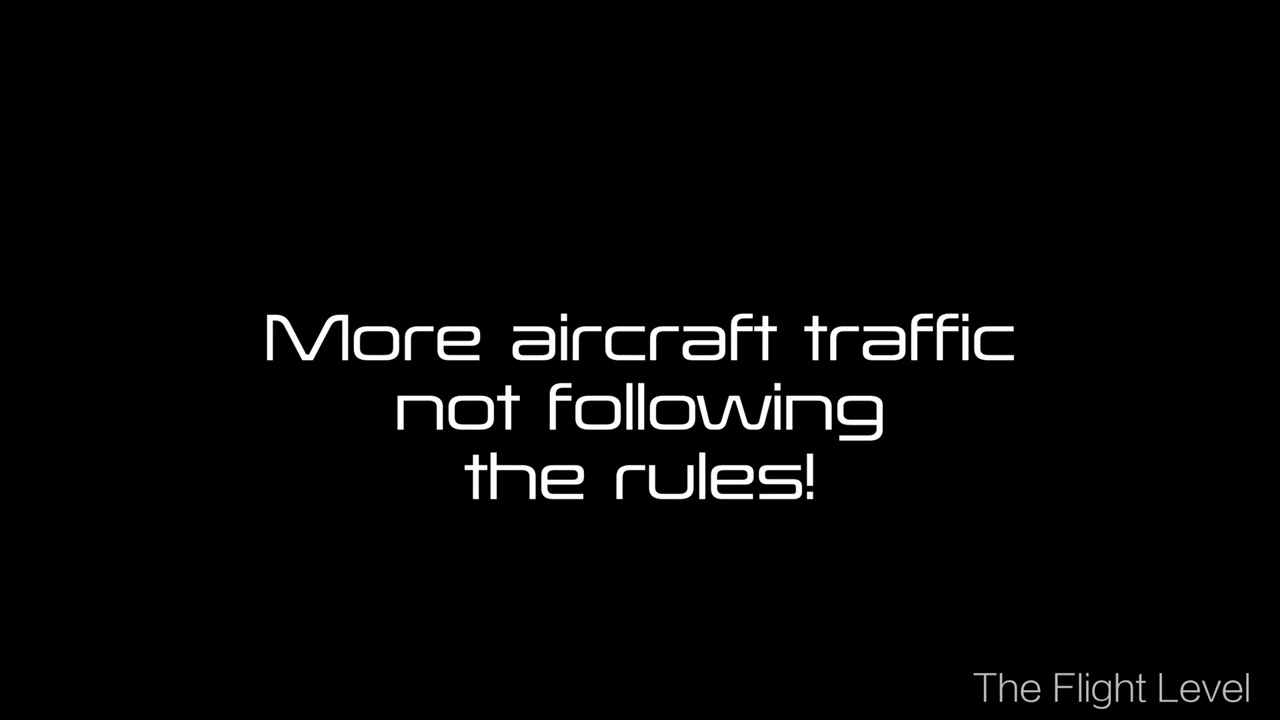 More aircraft traffic
not following
the rules!
The Flight Level